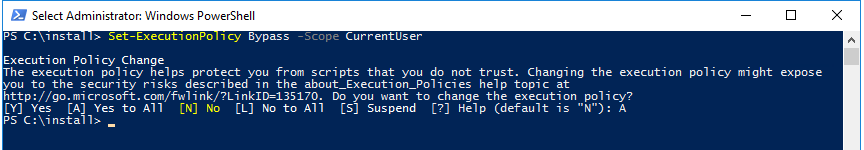 Select Administrator: Windows PowerShell
PS C:\install> Set-ExecutionPolicy Bypass -Scope CurrentUser
Execution Policy Change
The execution policy helps protect you from scripts that you do not trust. Changing the execution policy might expose
you to the security risks described in the about_Execution_Policies help topic at
http://go.microsoft.com/fwlink/?LinkID=135170. Do you want to change the execution policy?
[Y] Yes  [A] Yes to All  [N] No  [L] No to All  [S] Suspend  [?] Help (default is "N"): A
PS C:\install>